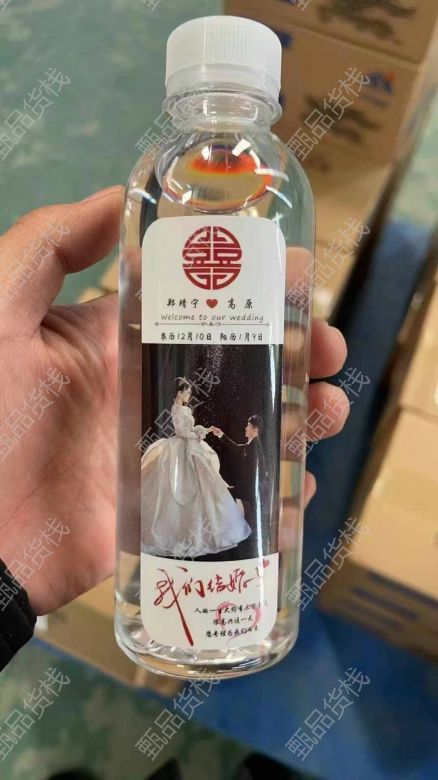 囍
郑靖宁 ❤ 高原
Welcome to our wedding
农历12月10日 阳历1月9日
我们结婚了
甄品货栈